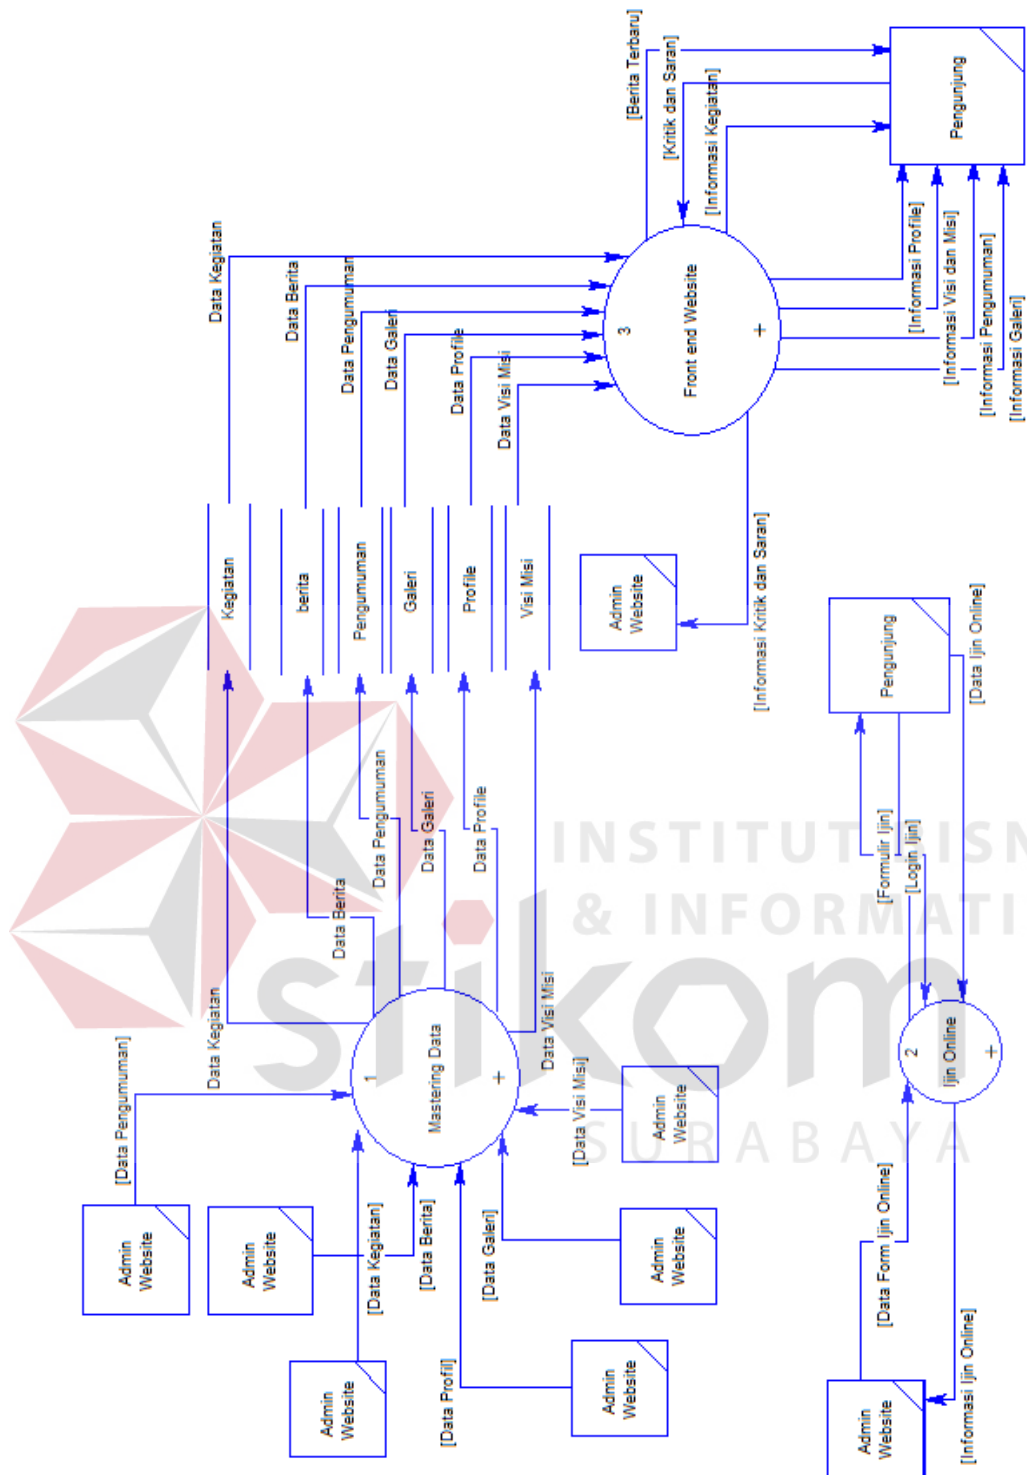 [Data Pengumuman]
Admin
Website
Admin
Website
Admin
Website
[Data Kegiatan]
[Data Berita]
[Data Profil]
Admin
Website
[Data Galeri]
Admin
Website
[Data Visi Misi]
Admin
Website
1
Mastering Data
+
Data Kegiatan
Data Berita
Data Pengumuman
Data Galeri
Data Profile
Data Visi Misi
Kegiatan
berita
Pengumuman
Galeri
Profile
Visi Misi
Data Kegiatan
Data Berita
Data Pengumuman
Data Galeri
Data Profile
Data Visi Misi
3
Front end Website
+
[Berita Terbaru]
[Kritik dan Saran]
[Informasi Kegiatan]
Pengunjung
[Informasi Profile]
[Informasi Visi dan Misi]
[Informasi Pengumuman]
[Informasi Galeri]
Admin
Website
[Informasi Kritik dan Saran]
Admin
Website
[Data Form Ijin Online]
[Informasi Ijin Online]
2
Ijin Online
+
[Formulir Ijin]
[Login Ijin]
Pengunjung
[Data Ijin Online]
INSTITUT BISN
& INFORMATI
stikom
SURABAYA